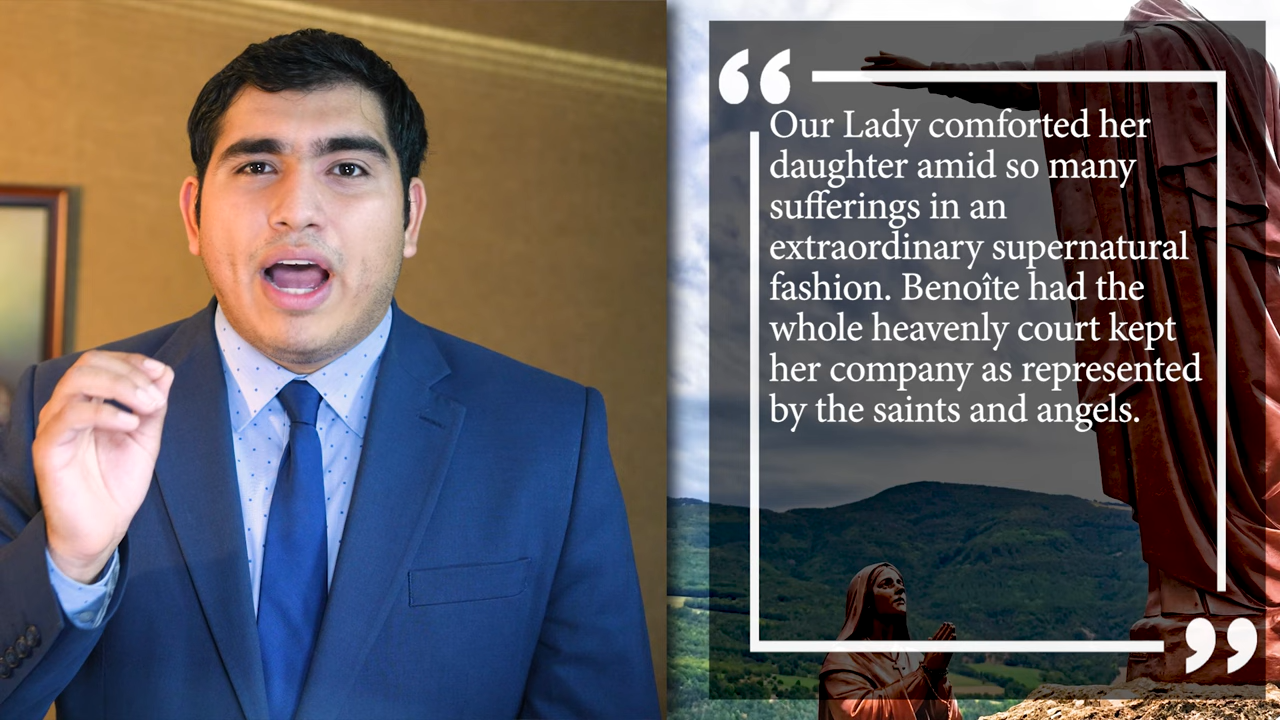 Our Lady comforted her
daughter amid so many
sufferings in an
extraordinary supernatural
fashion. Benoîte had the
whole heavenly court kept
her company as represented
by the saints and angels.